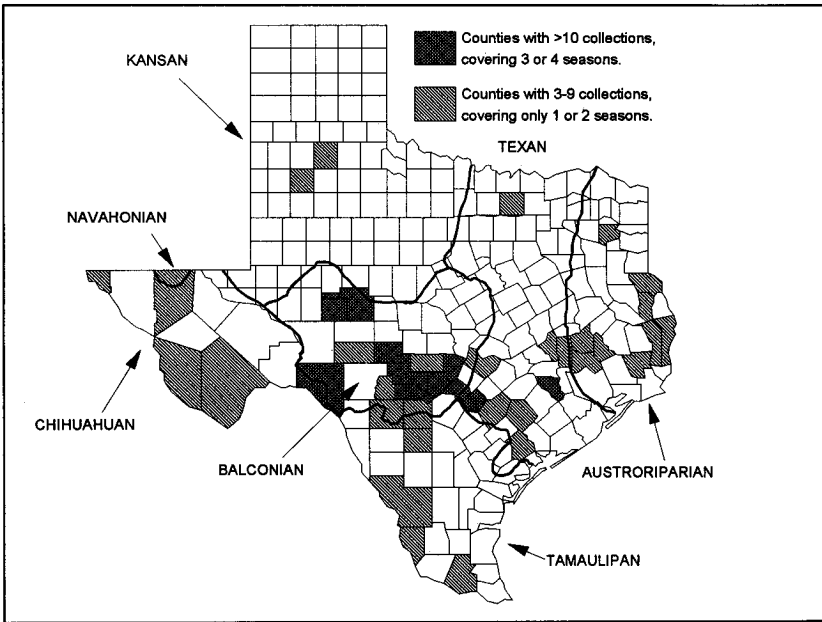 KANSAN
Counties with >10 collections,
covering 3 or 4 seasons.
Counties with 3-9 collections,
covering only 1 or 2 seasons.
TEXAN
NAVAHONIAN
CHIHUAHUAN
BALCONIAN
AUSTRORIPARIAN
TAMAULIPAN